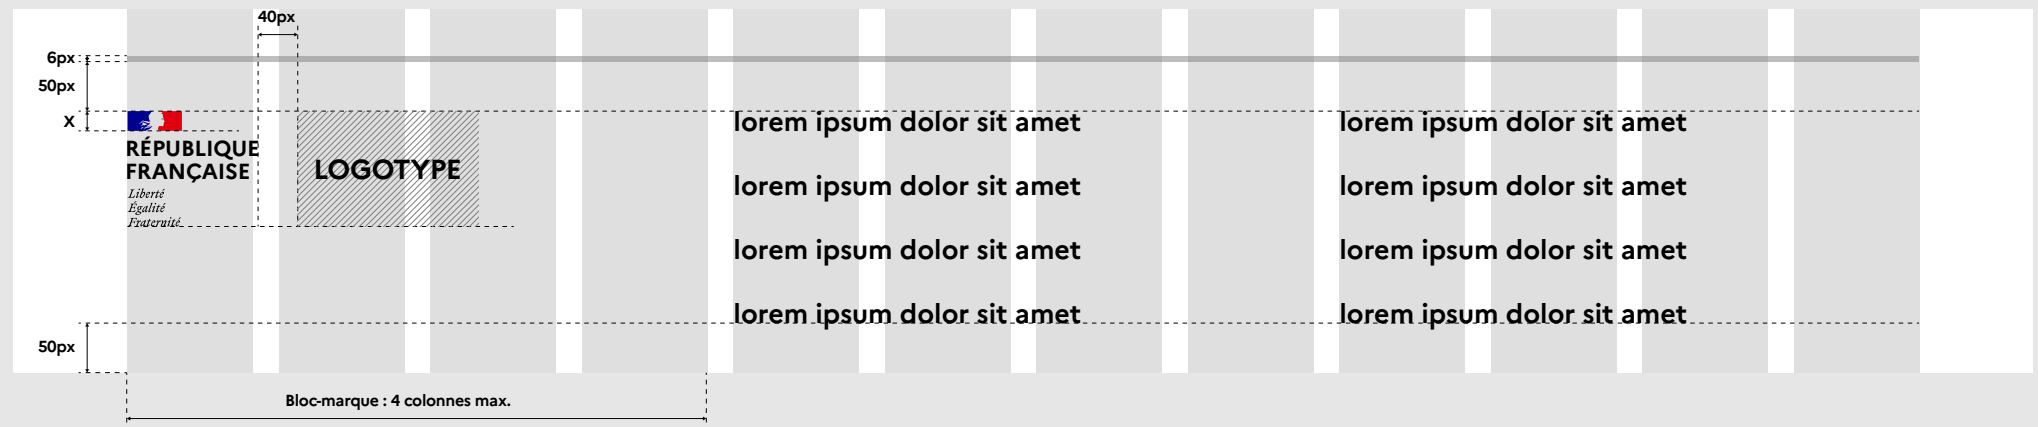 40px
6px
50px
X
RÉPUBLIQUE
FRANÇAISE
Liberté
Égalité
Fraternité
LOGOTYPE
lorem ipsum dolor sit amet
lorem ipsum dolor sit amet
lorem ipsum dolor sit amet
lorem ipsum dolor sit amet
lorem ipsum dolor sit amet
lorem ipsum dolor sit amet
lorem ipsum dolor sit amet
lorem ipsum dolor sit amet
50px
Bloc-marque : 4 colonnes max.